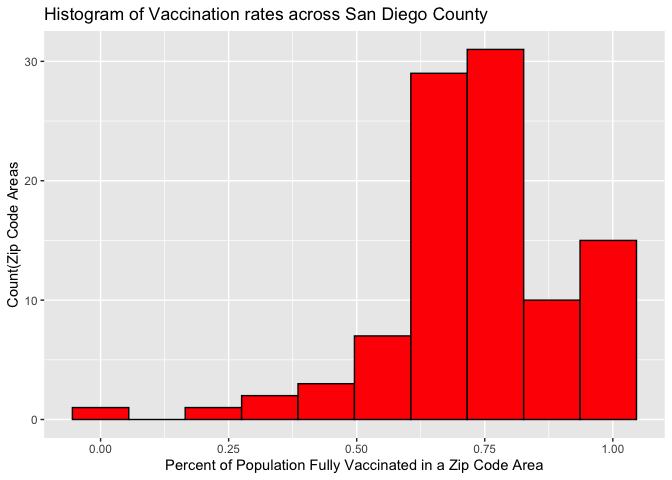 Histogram of Vaccination rates across San Diego County
30
20
10
0
Count(Zip Code Areas
0.00 0.25 0.50 0.75 1.00
Percent of Population Fully Vaccinated in a Zip Code Area